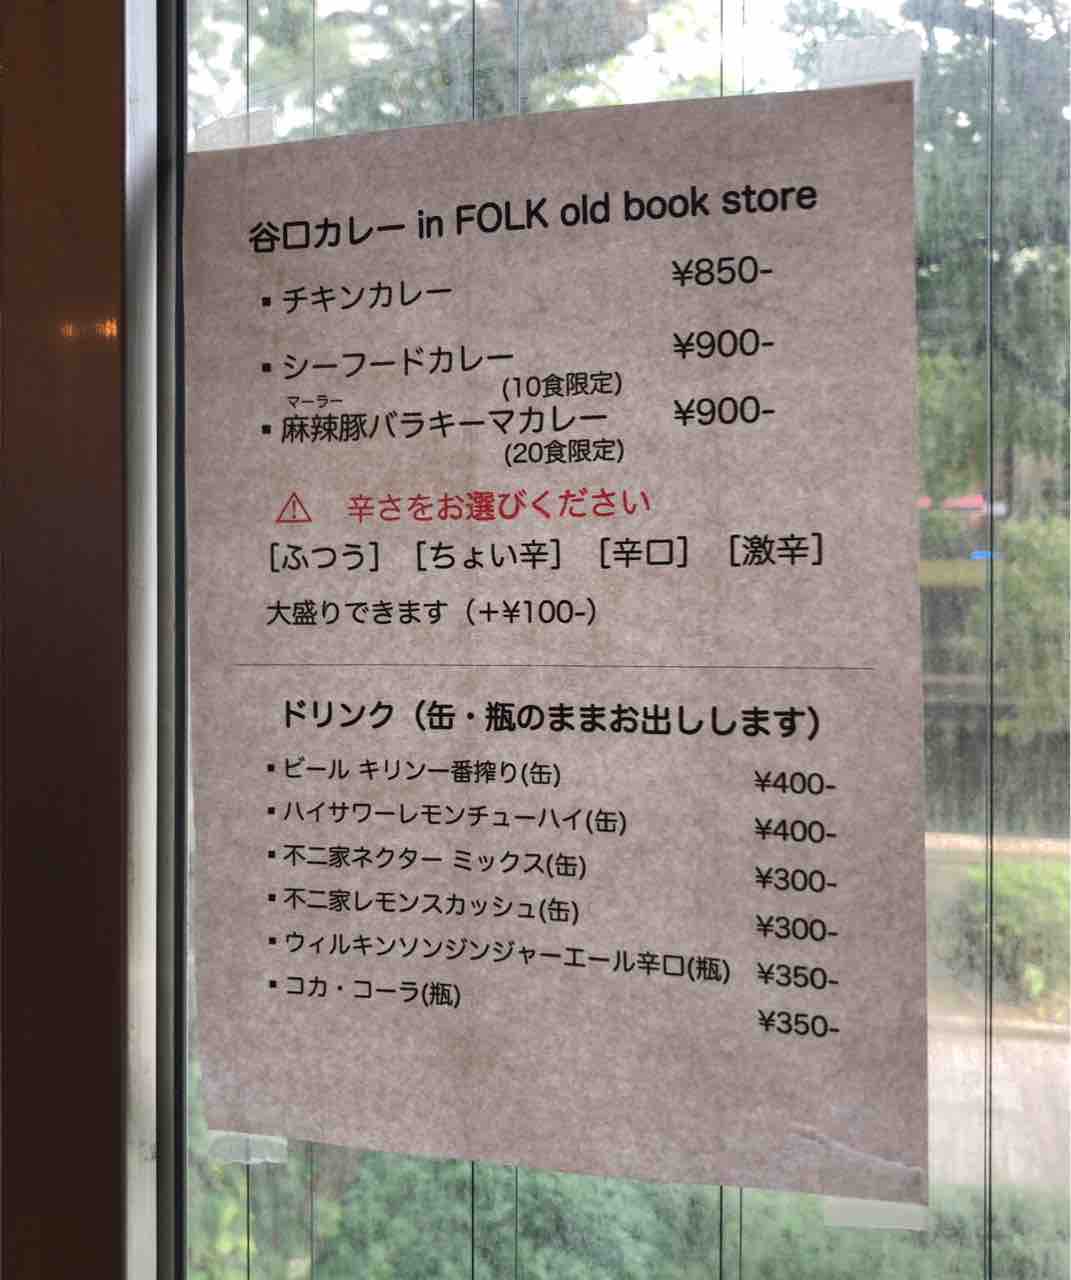 谷口カレー in FOLK old book store
▪ チキンカレー ¥850-
▪ シーフードカレー ¥900-
(10食限定)
マーラー
▪ 麻辣豚バラキーマカレー ¥900-
(20食限定)
⚠ 辛さをお選びください
[ふつう] [ちょい辛] [辛口] [激辛]
大盛りできます（+¥100-）
ドリンク（缶・瓶のままお出しします）
▪ ビール キリン一番搾り(缶) ¥400-
▪ ハイサワーレモンチューハイ(缶) ¥400-
▪ 不二家ネクター ミックス(缶) ¥300-
▪ 不二家レモンスカッシュ(缶) ¥300-
▪ ウィルキンソンジンジャーエール辛口(瓶) ¥350-
▪ コカ・コーラ(瓶) ¥350-